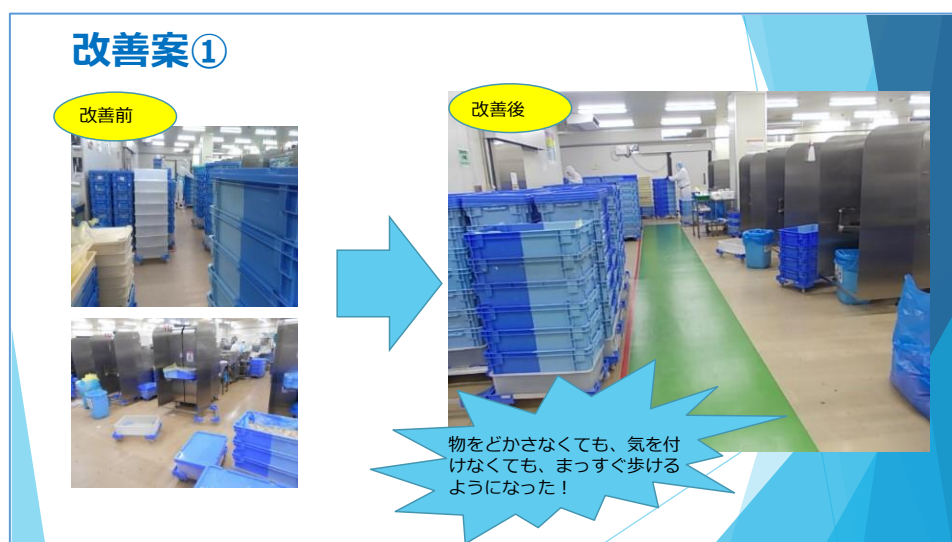 改善案①
改善前
改善後
物をどかさなくても、気を付
けなくても、まっすぐ歩ける
ようになった！